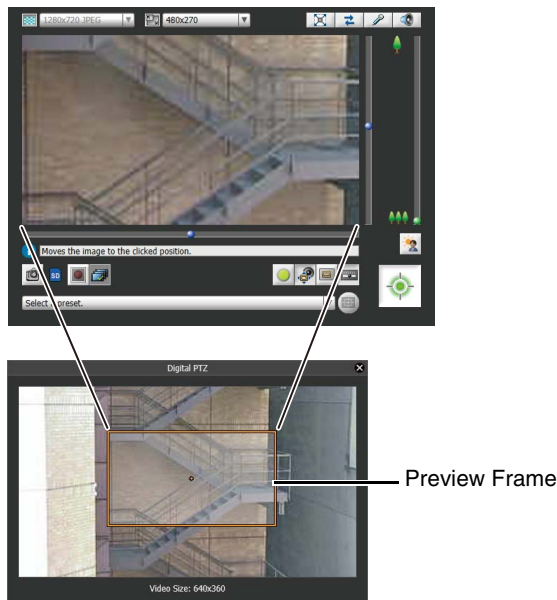 1280x720 JPEG
480x270
Moves the image to the clicked position.
SD
Select a preset.
Digital PTZ
Preview Frame
Video Size: 640x360